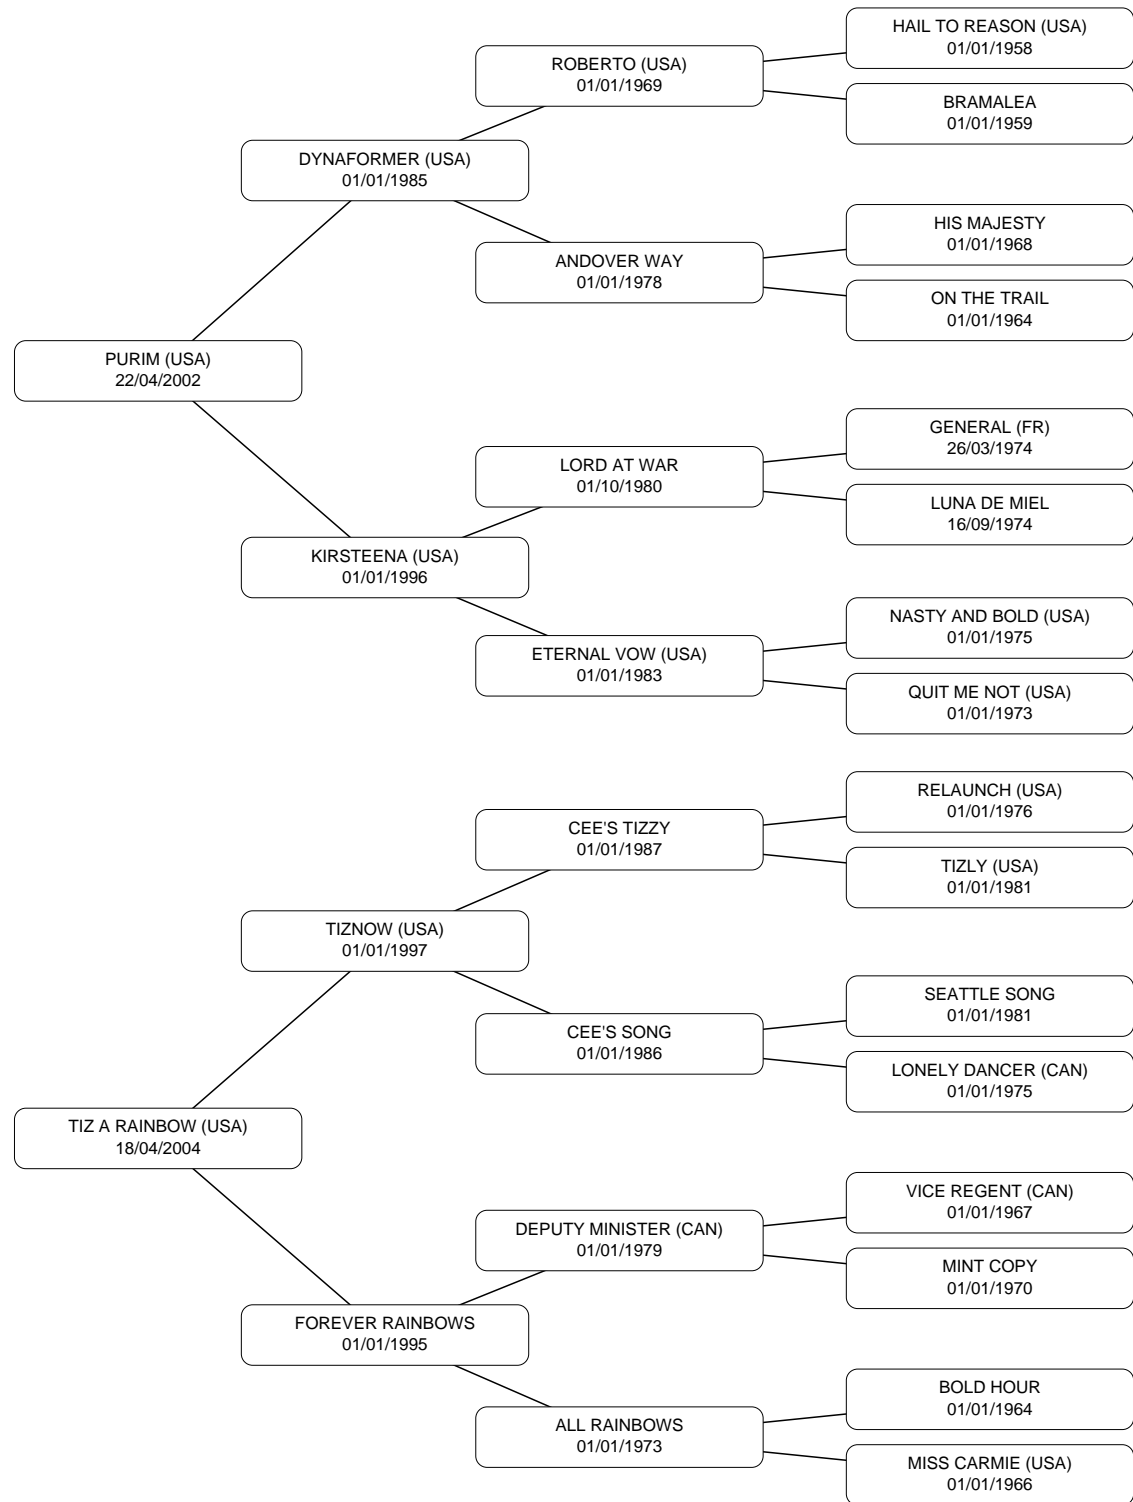 HAIL TO REASON (USA)
01/01/1958
ROBERTO (USA)
01/01/1969
BRAMALEA
01/01/1959
DYNAFORMER (USA)
01/01/1985
HIS MAJESTY
01/01/1968
ANDOVER WAY
01/01/1978
ON THE TRAIL
01/01/1964
PURIM (USA)
22/04/2002
GENERAL (FR)
26/03/1974
LORD AT WAR
01/10/1980
LUNA DE MIEL
16/09/1974
KIRSTEENA (USA)
01/01/1996
NASTY AND BOLD (USA)
01/01/1975
ETERNAL VOW (USA)
01/01/1983
QUIT ME NOT (USA)
01/01/1973
RELAUNCH (USA)
01/01/1976
CEE'S TIZZY
01/01/1987
TIZLY (USA)
01/01/1981
TIZNOW (USA)
01/01/1997
SEATTLE SONG
01/01/1981
CEE'S SONG
01/01/1986
LONELY DANCER (CAN)
01/01/1975
TIZ A RAINBOW (USA)
18/04/2004
VICE REGENT (CAN)
01/01/1967
DEPUTY MINISTER (CAN)
01/01/1979
MINT COPY
01/01/1970
FOREVER RAINBOWS
01/01/1995
BOLD HOUR
01/01/1964
ALL RAINBOWS
01/01/1973
MISS CARMIE (USA)
01/01/1966